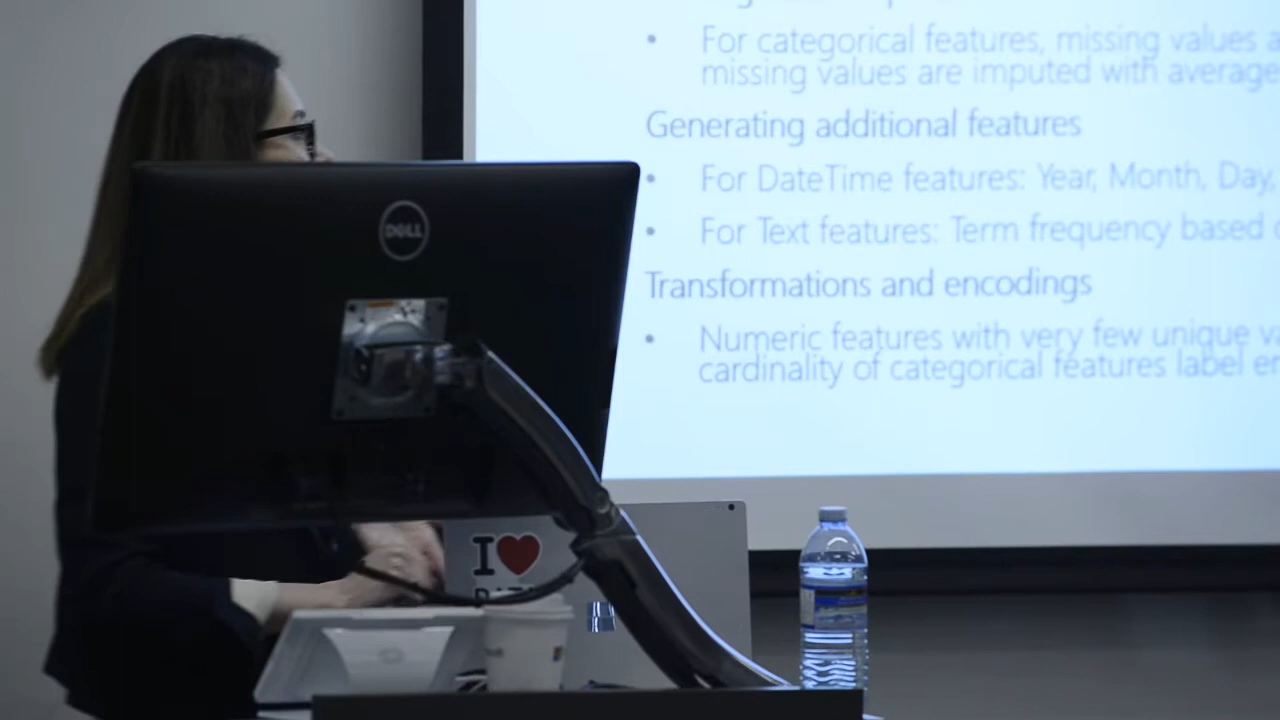 For categorical features, missing values a
missing values are imputed with average
Generating additional features
For DateTime features: Year, Month, Day,
For Text features: Term frequency based
Transformations and encodings
Numeric features with very few unique
cardinality of categorical features label
DELL
I